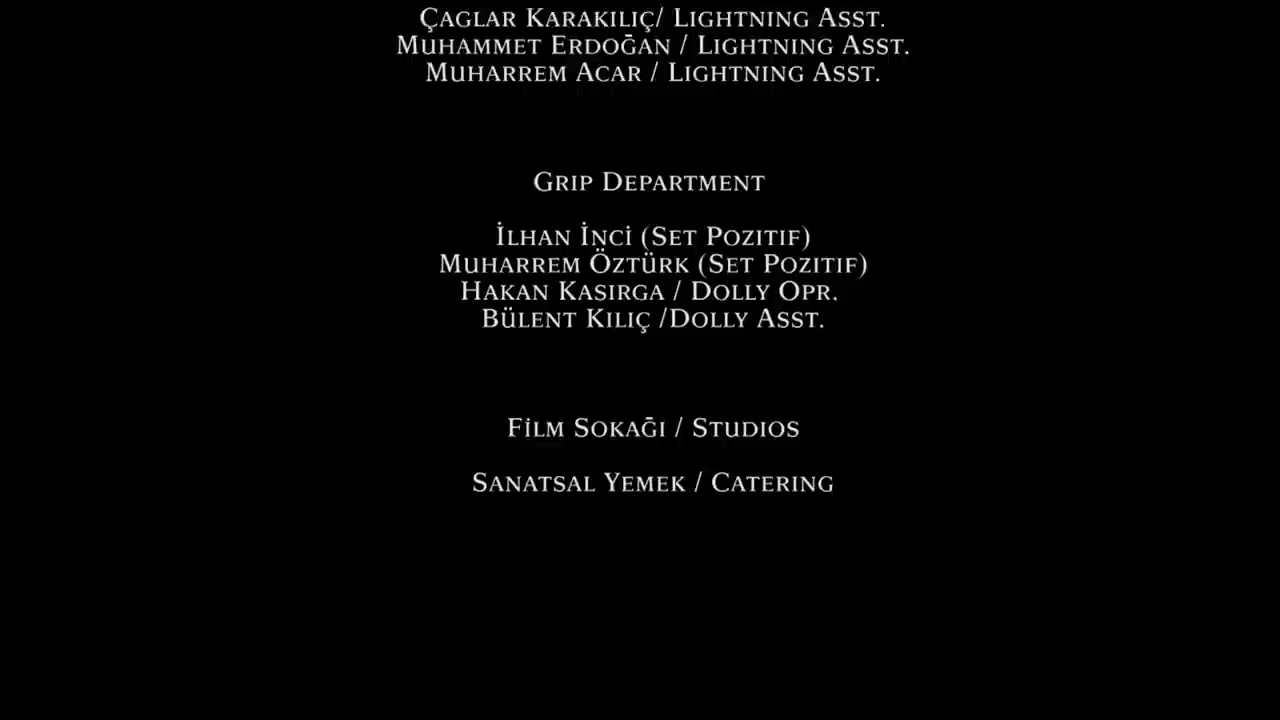 Çaglar Karakiliç/ Lightning Asst.
Muhammet Erdoğan / Lightning Asst.
Muharrem Acar / Lightning Asst.
Grip Department
İlhan İnci (Set Pozitif)
Muharrem Öztürk (Set Pozitif)
Hakan Kasirga / Dolly Opr.
Bülent Kiliç /Dolly Asst.
Film Sokaği / Studios
Sanatsal Yemek / Catering